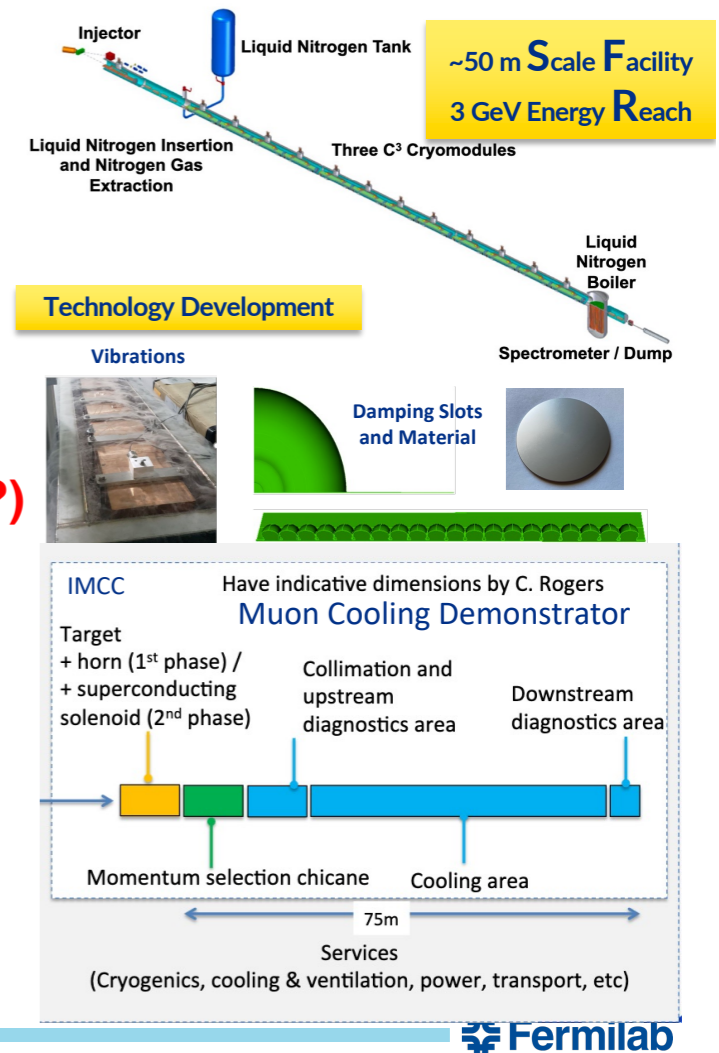 Injector
Liquid Nitrogen Tank
~50 m Scale Facility
3 GeV Energy Reach
Liquid Nitrogen Insertion
and Nitrogen Gas
Extraction
Three C³ Cryomodules
Liquid
Nitrogen
Boiler
Spectrometer / Dump
Technology Development
Vibrations
Damping Slots
and Material
?)
IMCC
Have indicative dimensions by C. Rogers
Muon Cooling Demonstrator
Target
+ horn (1st phase) /
+ superconducting
solenoid (2nd phase)
Collimation and
upstream
diagnostics area
Downstream
diagnostics area
Momentum selection chicane
Cooling area
75m
Services
(Cryogenics, cooling & ventilation, power, transport, etc)
Fermilab